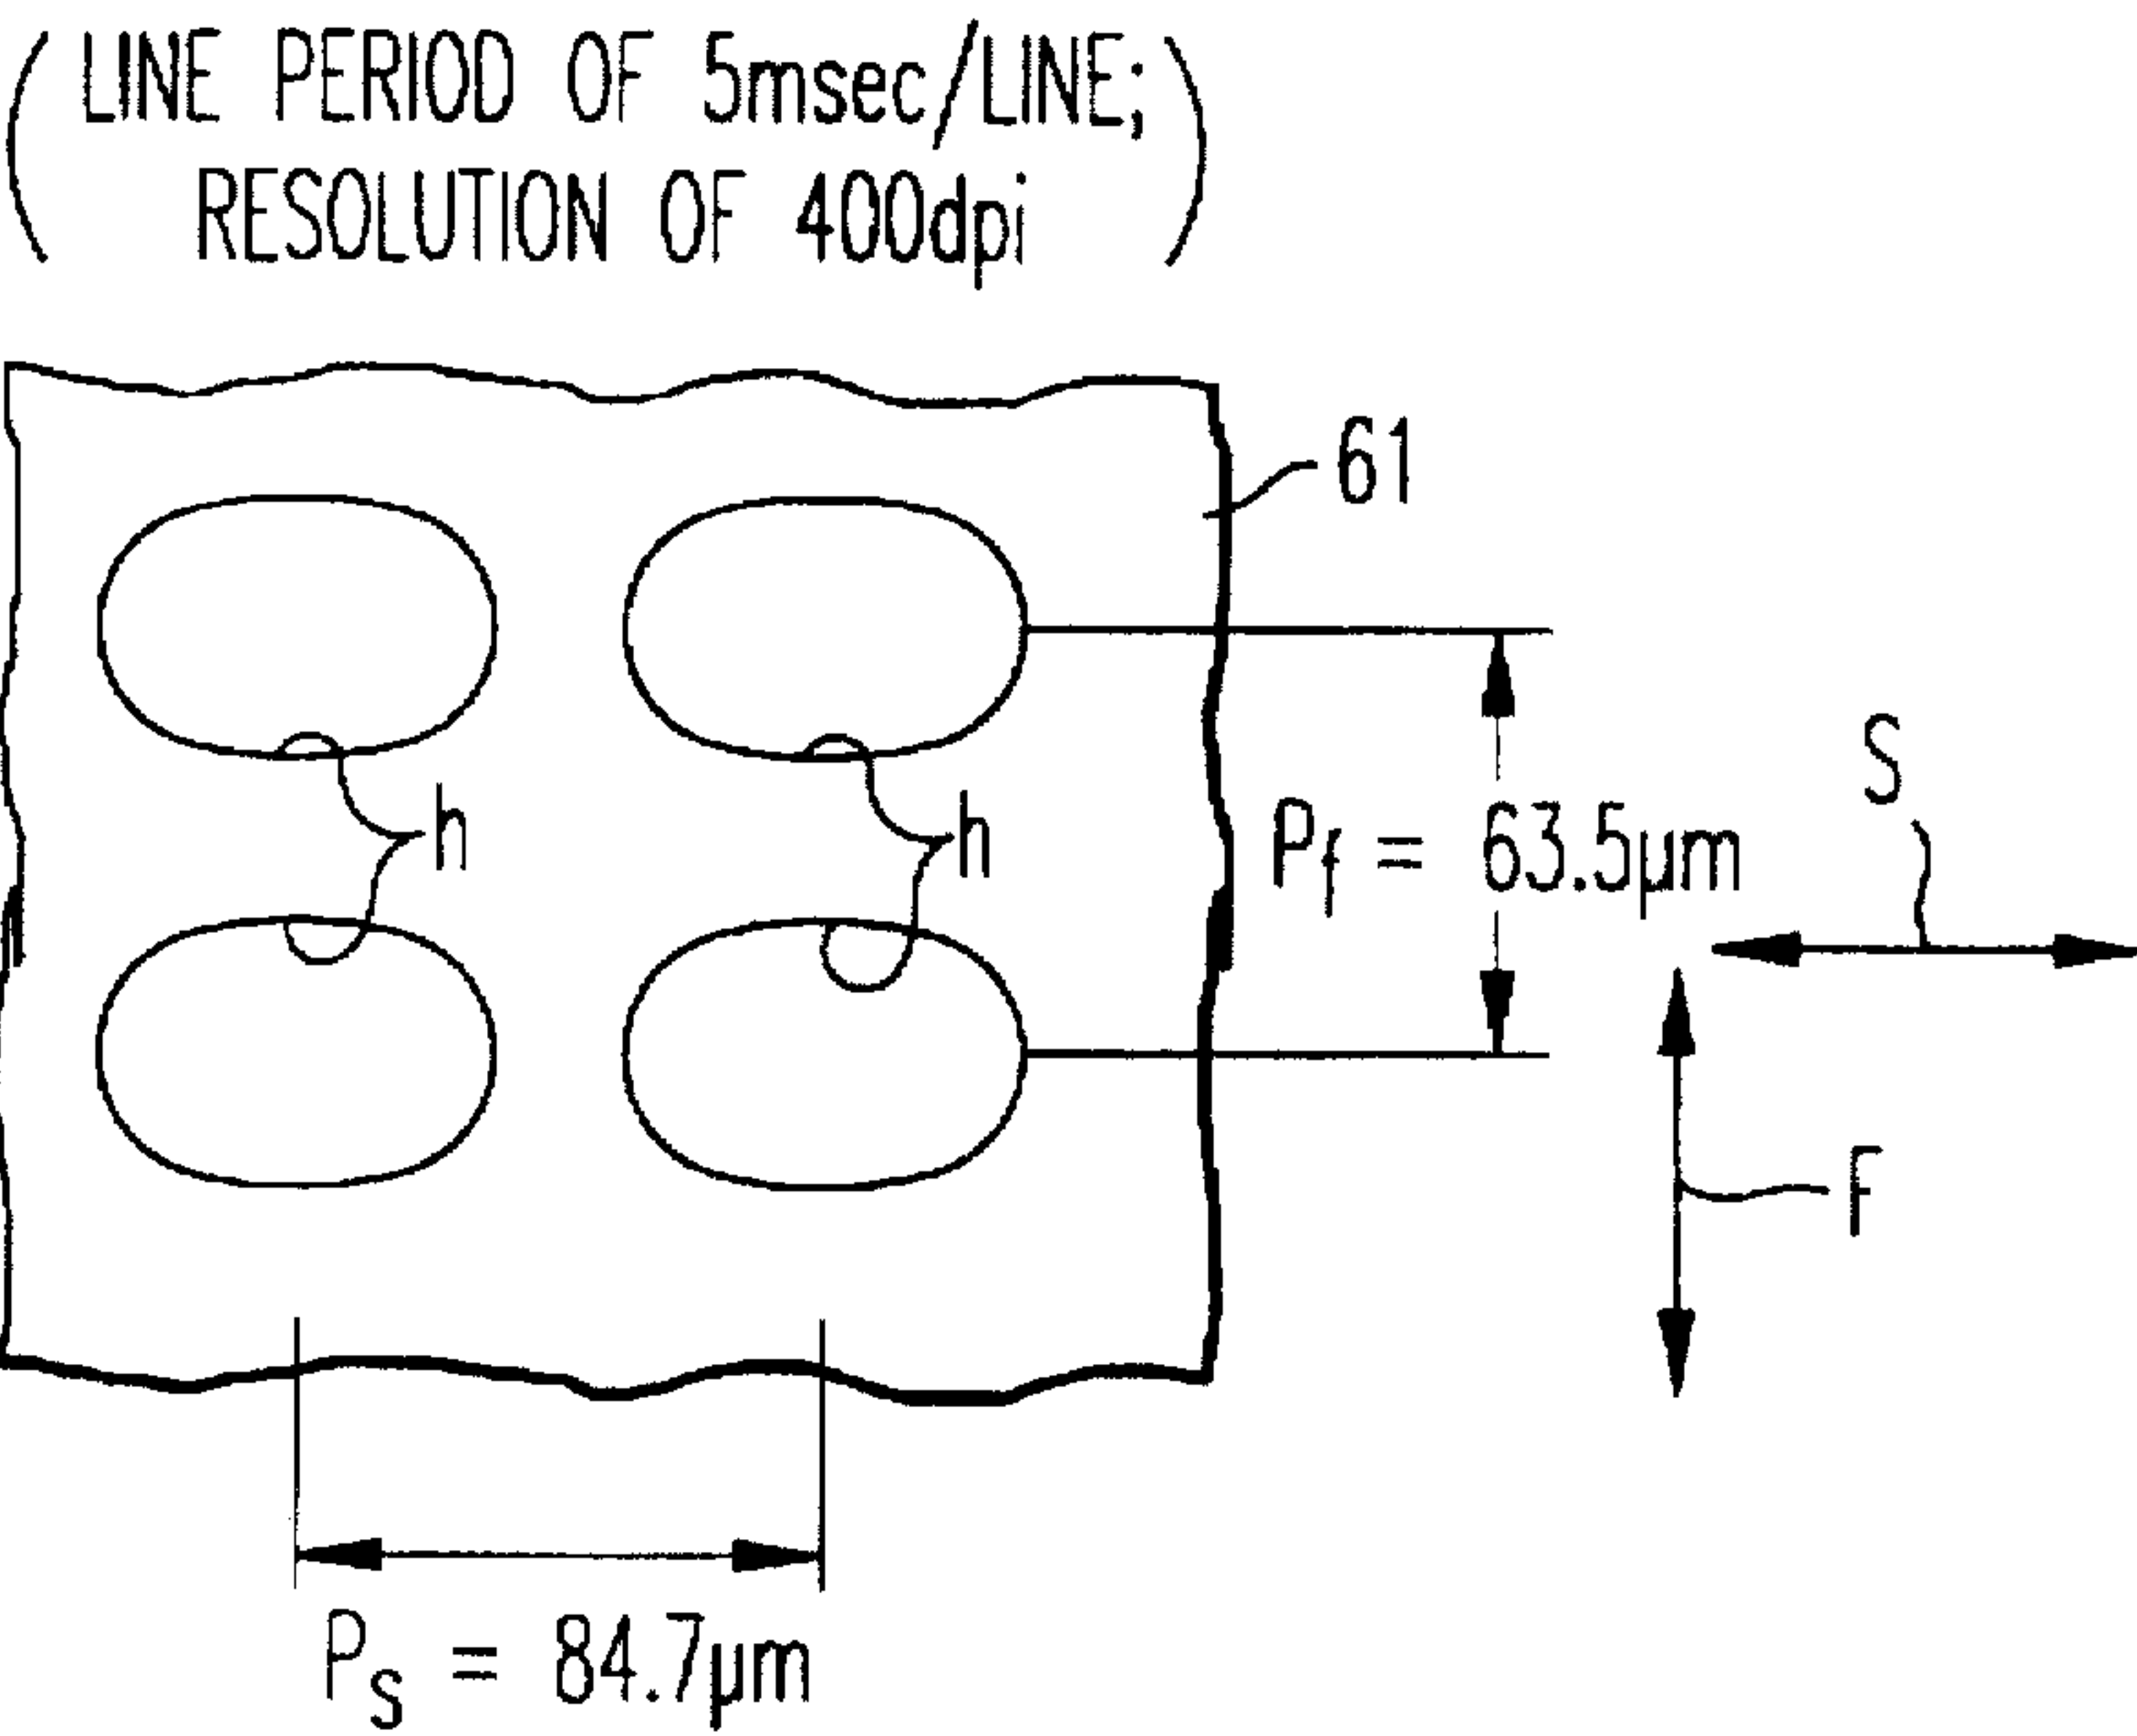 ( LINE PERIOD OF 5msec/LINE;
RESOLUTION OF 400dpi )
61
h
h
Pf = 63.5μm
S
F
PS = 84.7μm